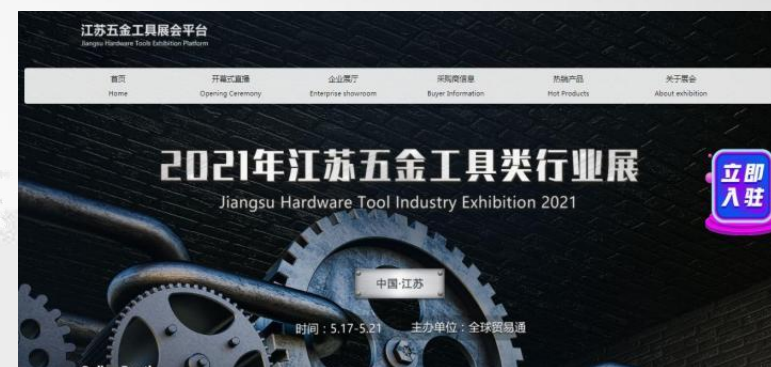 江苏五金工具展会平台
Jiangsu Hardware Tools Exhibition Platform
首页 开幕式直播 企业展厅 采购商信息 热销产品 关于展会
Home Opening Ceremony Enterprise showroom Buyer Information Hot Products About exhibition
2021年江苏五金工具类行业展
Jiangsu Hardware Tool Industry Exhibition 2021
立即
入驻
中国·江苏
时间:5.17-5.21 主办单位:全球贸易通